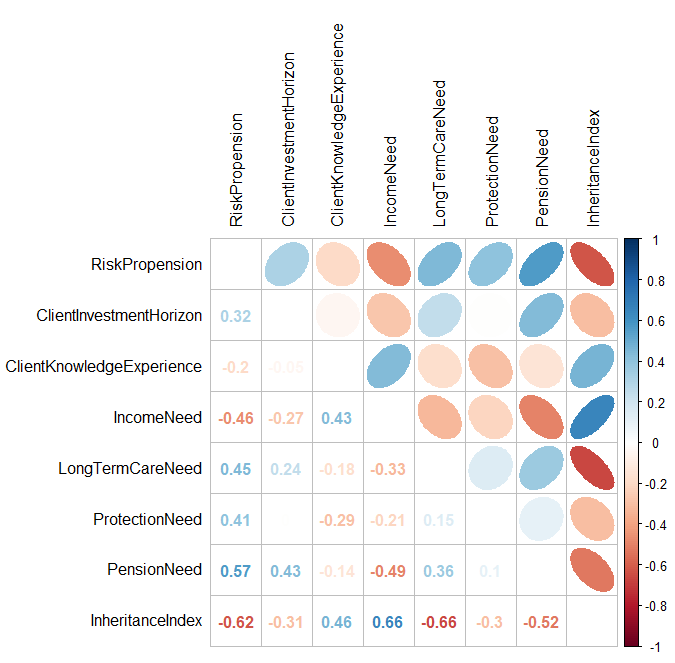 RiskPropension
ClientInvestmentHorizon
ClientKnowledgeExperience
IncomeNeed
LongTermCareNeed
ProtectionNeed
PensionNeed
InheritanceIndex
RiskPropension
ClientInvestmentHorizon 0.32
ClientKnowledgeExperience -0.2 -0.05
IncomeNeed -0.46 -0.27 0.43
LongTermCareNeed 0.45 0.24 -0.18 -0.33
ProtectionNeed 0.41 -0.29 -0.21 0.15
PensionNeed 0.57 0.43 -0.14 -0.49 0.36 0.1
InheritanceIndex -0.62 -0.31 0.46 0.66 -0.66 -0.3 -0.52
1
0.8
0.6
0.4
0.2
0
-0.2
-0.4
-0.6
-0.8
-1